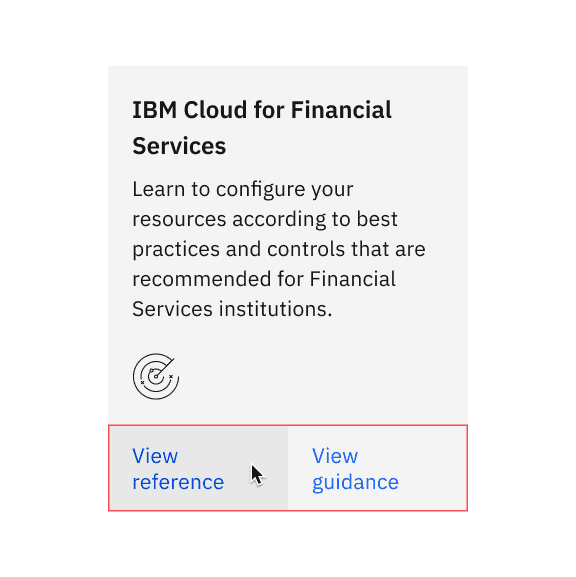 IBM Cloud for Financial
Services
Learn to configure your
resources according to best
practices and controls that are
recommended for Financial
Services institutions.
View
reference
View
guidance